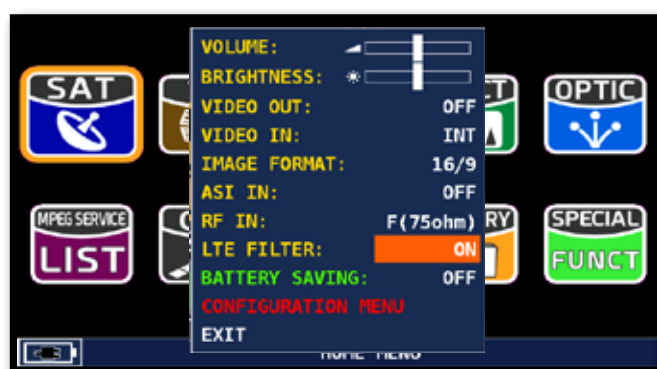 VOLUME:
BRIGHTNESS:
VIDEO OUT: OFF
VIDEO IN: INT
IMAGE FORMAT: 16/9
ASI IN: OFF
RF IN: F(75ohm)
LTE FILTER: ON
BATTERY SAVING: OFF
CONFIGURATION MENU
EXIT
SAT
OPTIC
MPEG SERVICE
LIST
RY
SPECIAL
FUNCT
HOME MENU